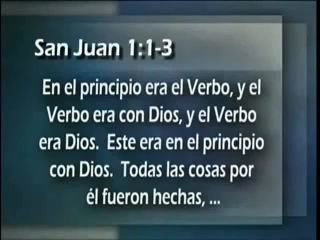 San Juan 1:1-3
En el principio era el Verbo, y el
Verbo era con Dios, y el Verbo
era Dios. Este era en el principio
con Dios. Todas las cosas por
él fueron hechas, ...